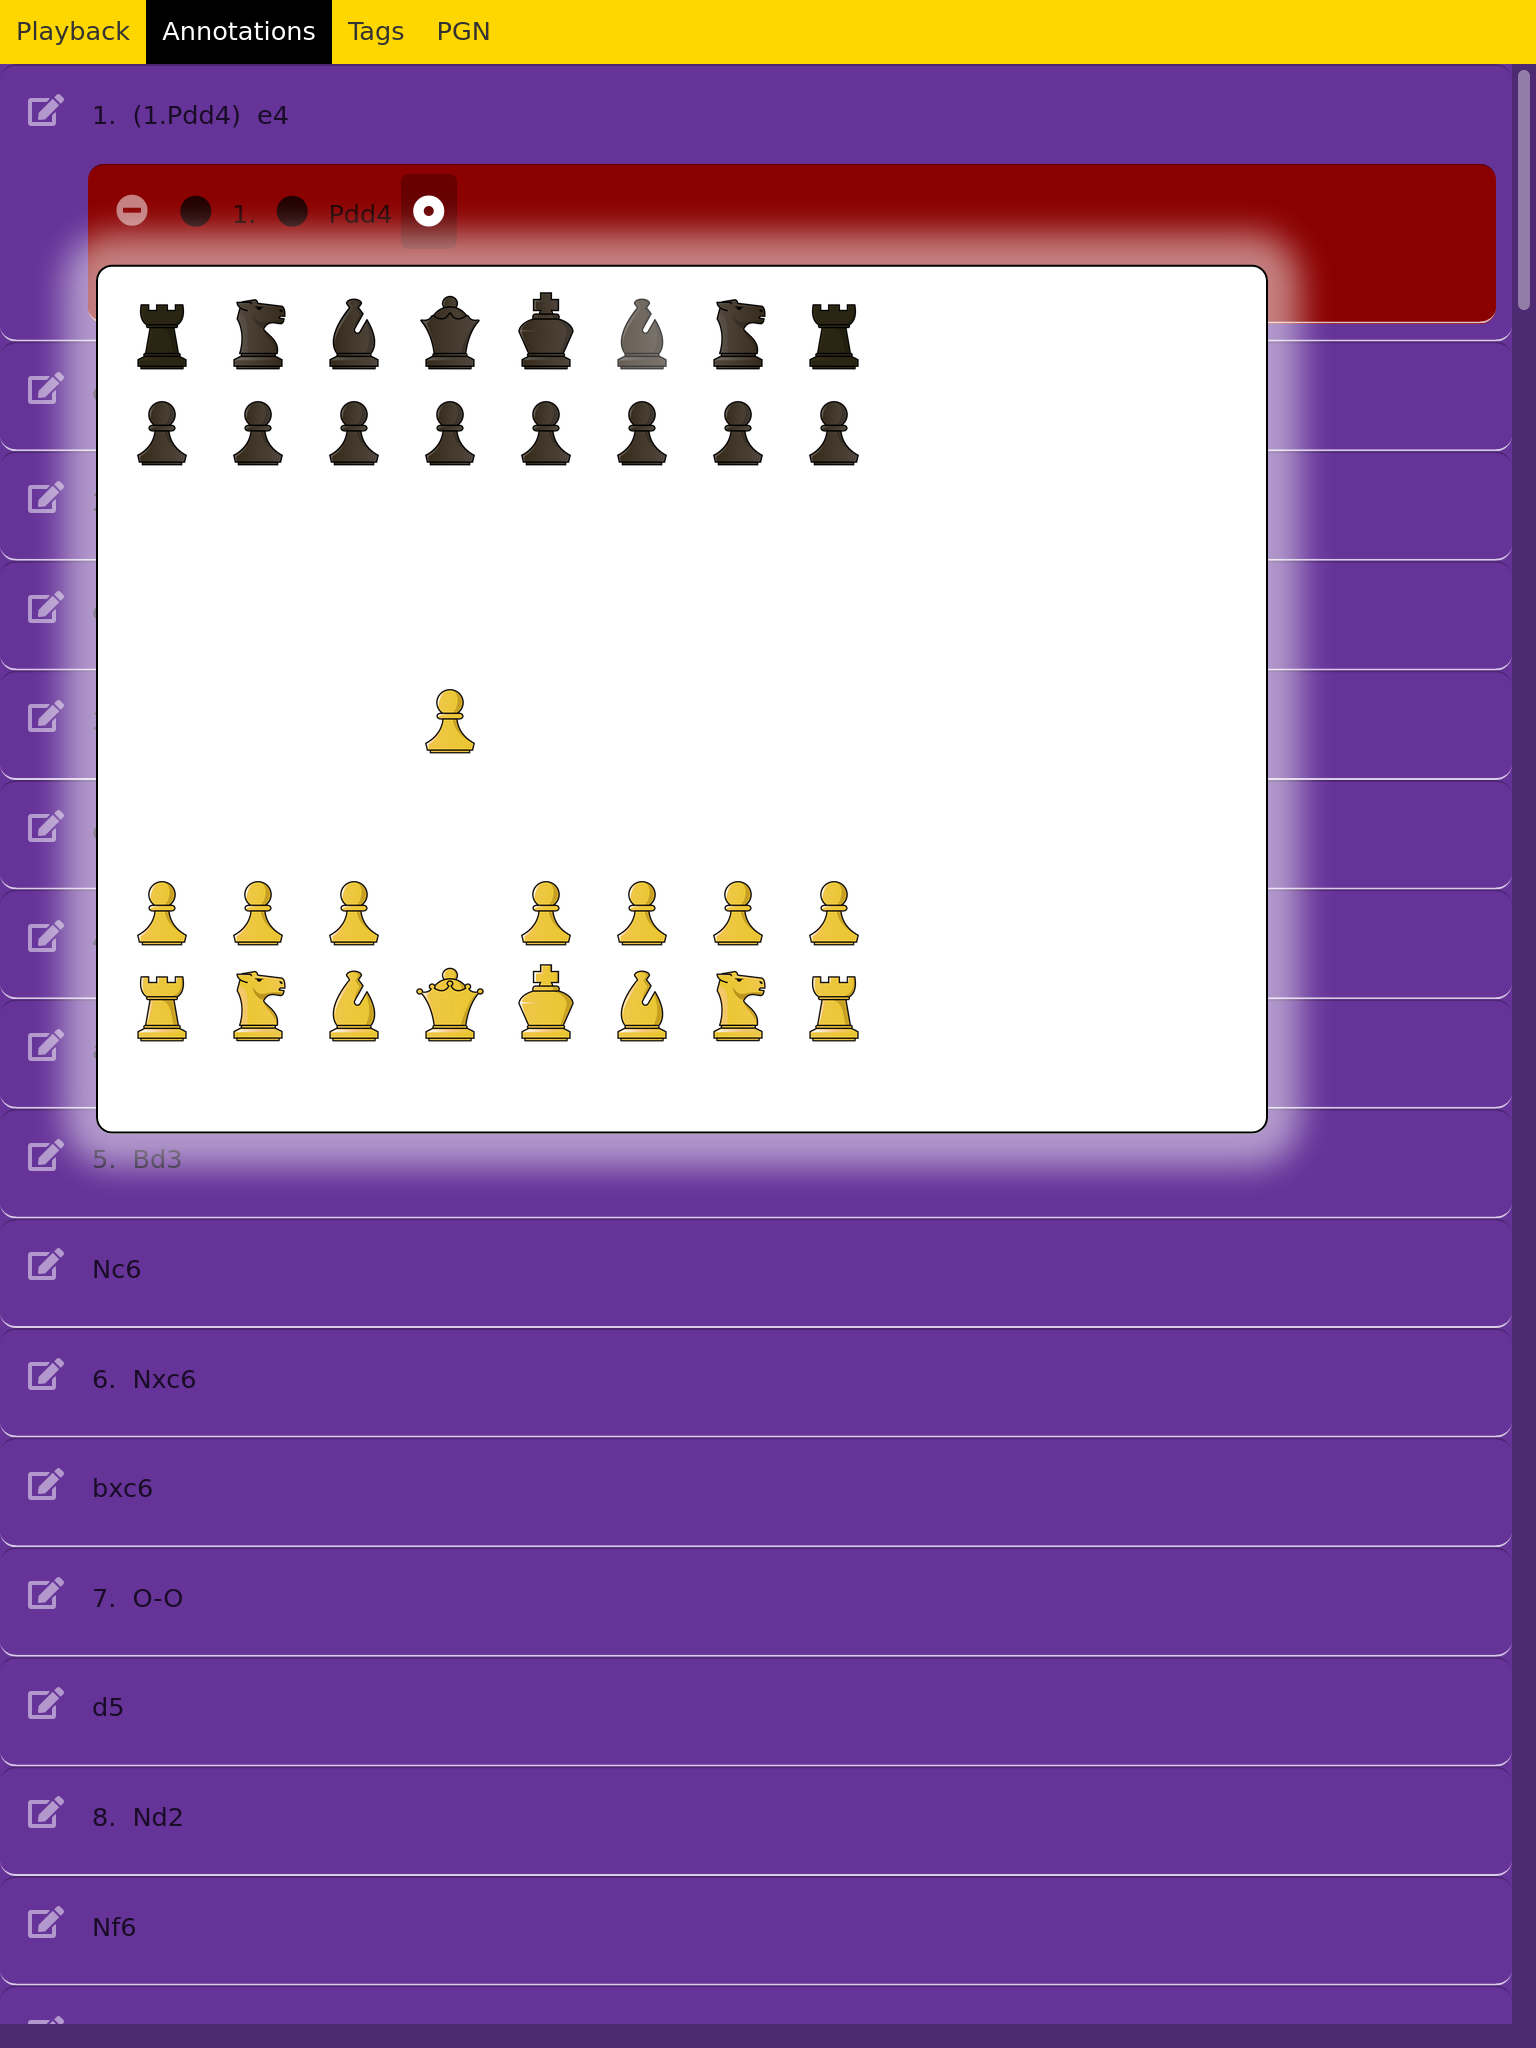 Playback Annotations Tags PGN
1. (1.Pdd4) e4
1. Pdd4
5. Bd3
Nc6
6. Nxc6
bxc6
7. O-O
d5
8. Nd2
Nf6